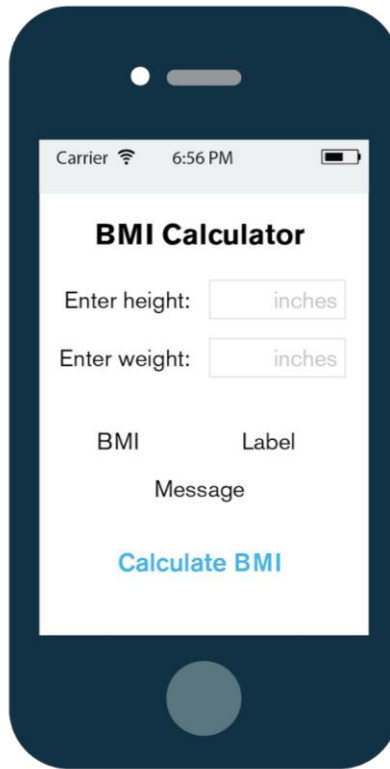 Carrier 6:56 PM
BMI Calculator
Enter height: inches
Enter weight: inches
BMI Label
Message
Calculate BMI